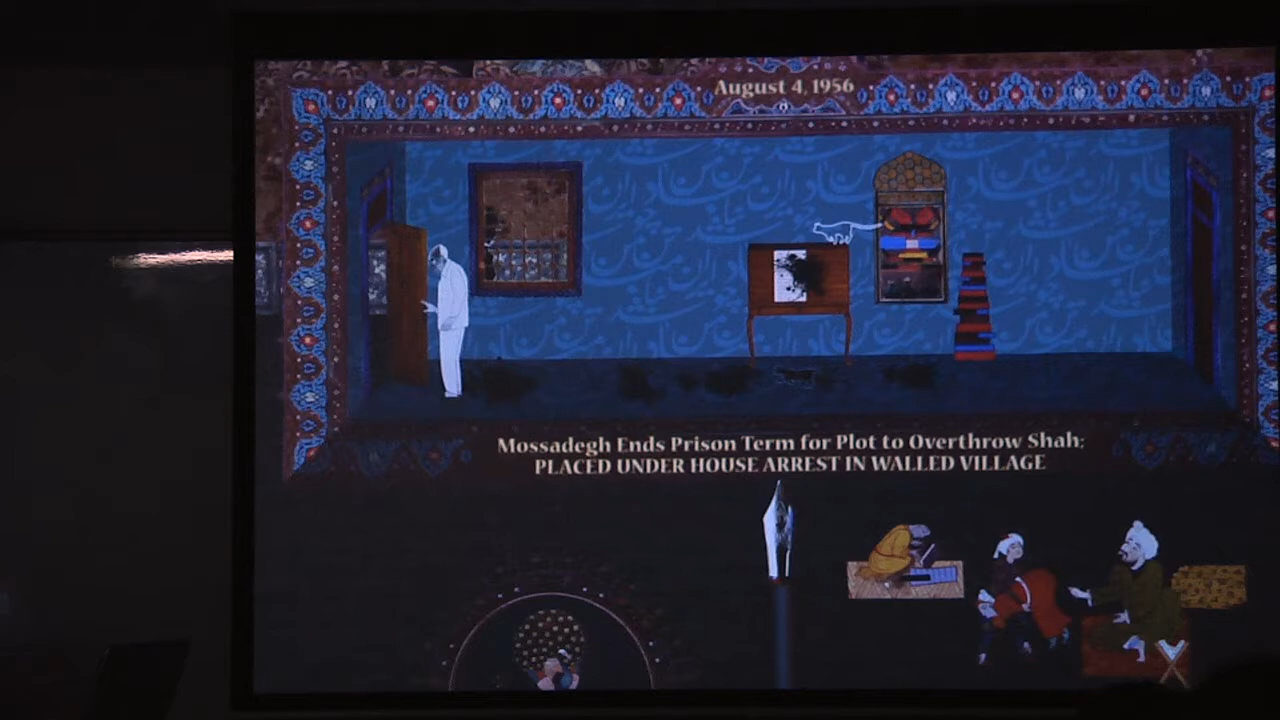 August 4, 1956
Mossadegh Ends Prison Term for Plot to Overthrow Shah;
PLACED UNDER HOUSE ARREST IN WALLED VILLAGE